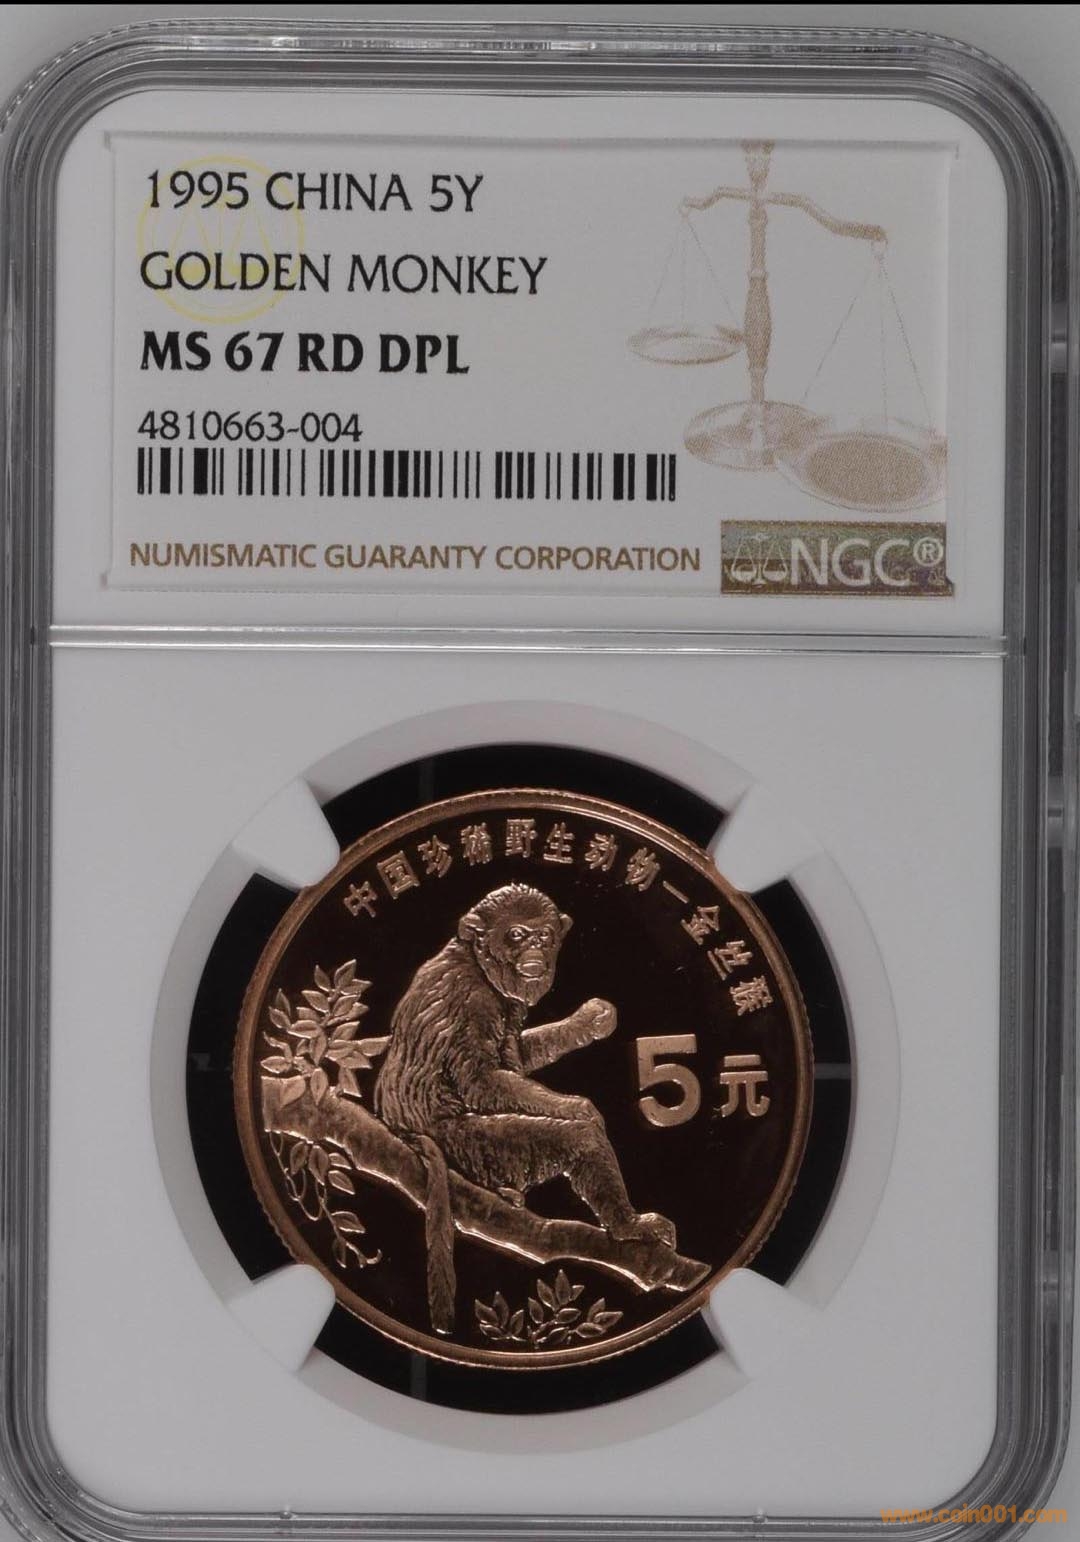 1995 CHINA 5Y
GOLDEN MONKEY
MS 67 RD DPL
4810663-004
NUMISMATIC GUARANTY CORPORATION
NGC®
中国珍稀野生动物—金丝猴
5元
www.coin001.com